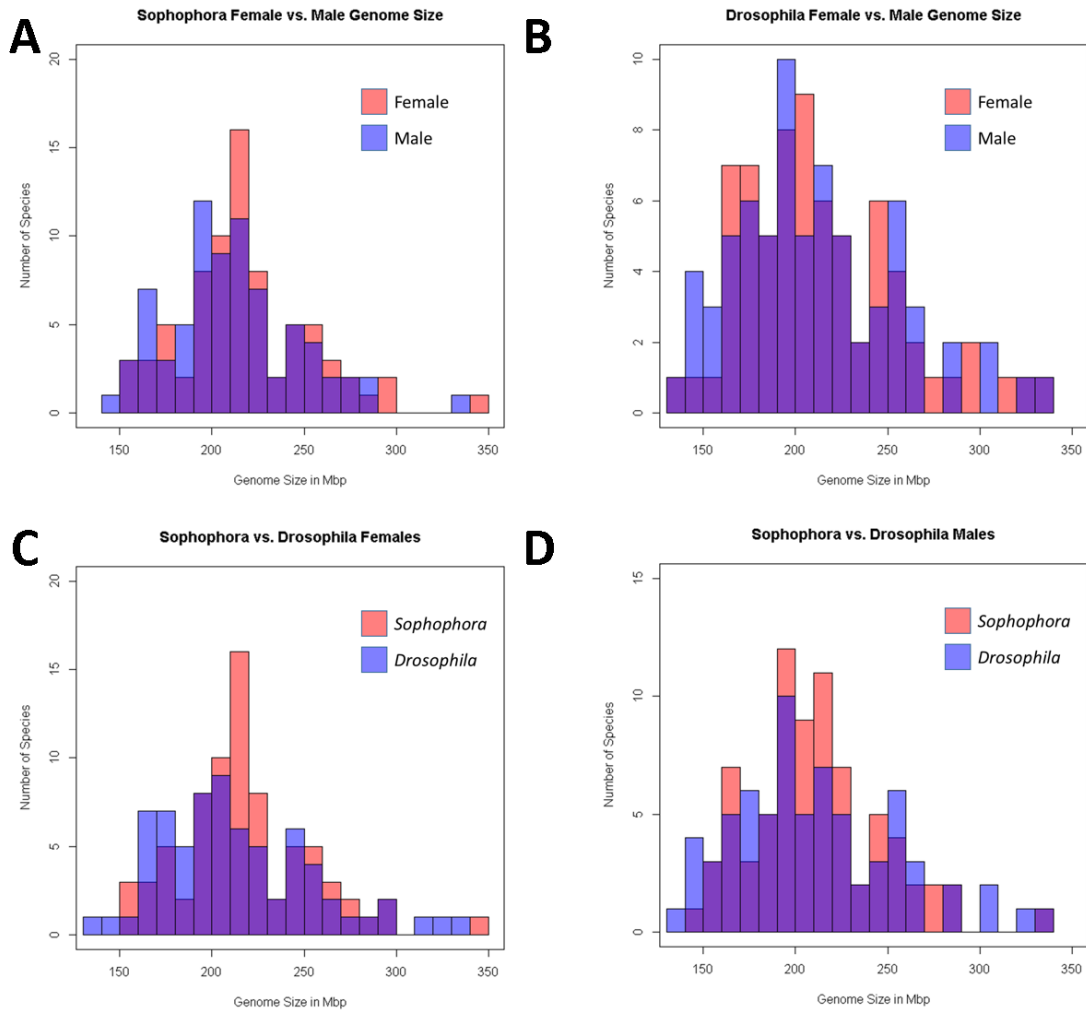 A
Sophophora Female vs. Male Genome Size
20
15
10
5
0
Number of Species
Female
Male
150 200 250 300 350
Genome Size in Mbp
B
Drosophila Female vs. Male Genome Size
10
8
6
4
2
0
Number of Species
Female
Male
150 200 250 300 350
Genome Size in Mbp
C
Sophophora vs. Drosophila Females
20
15
10
5
0
Number of Species
Sophophora
Drosophila
150 200 250 300 350
Genome Size in Mbp
D
Sophophora vs. Drosophila Males
15
10
5
0
Number of Species
Sophophora
Drosophila
150 200 250 300 350
Genome Size in Mbp